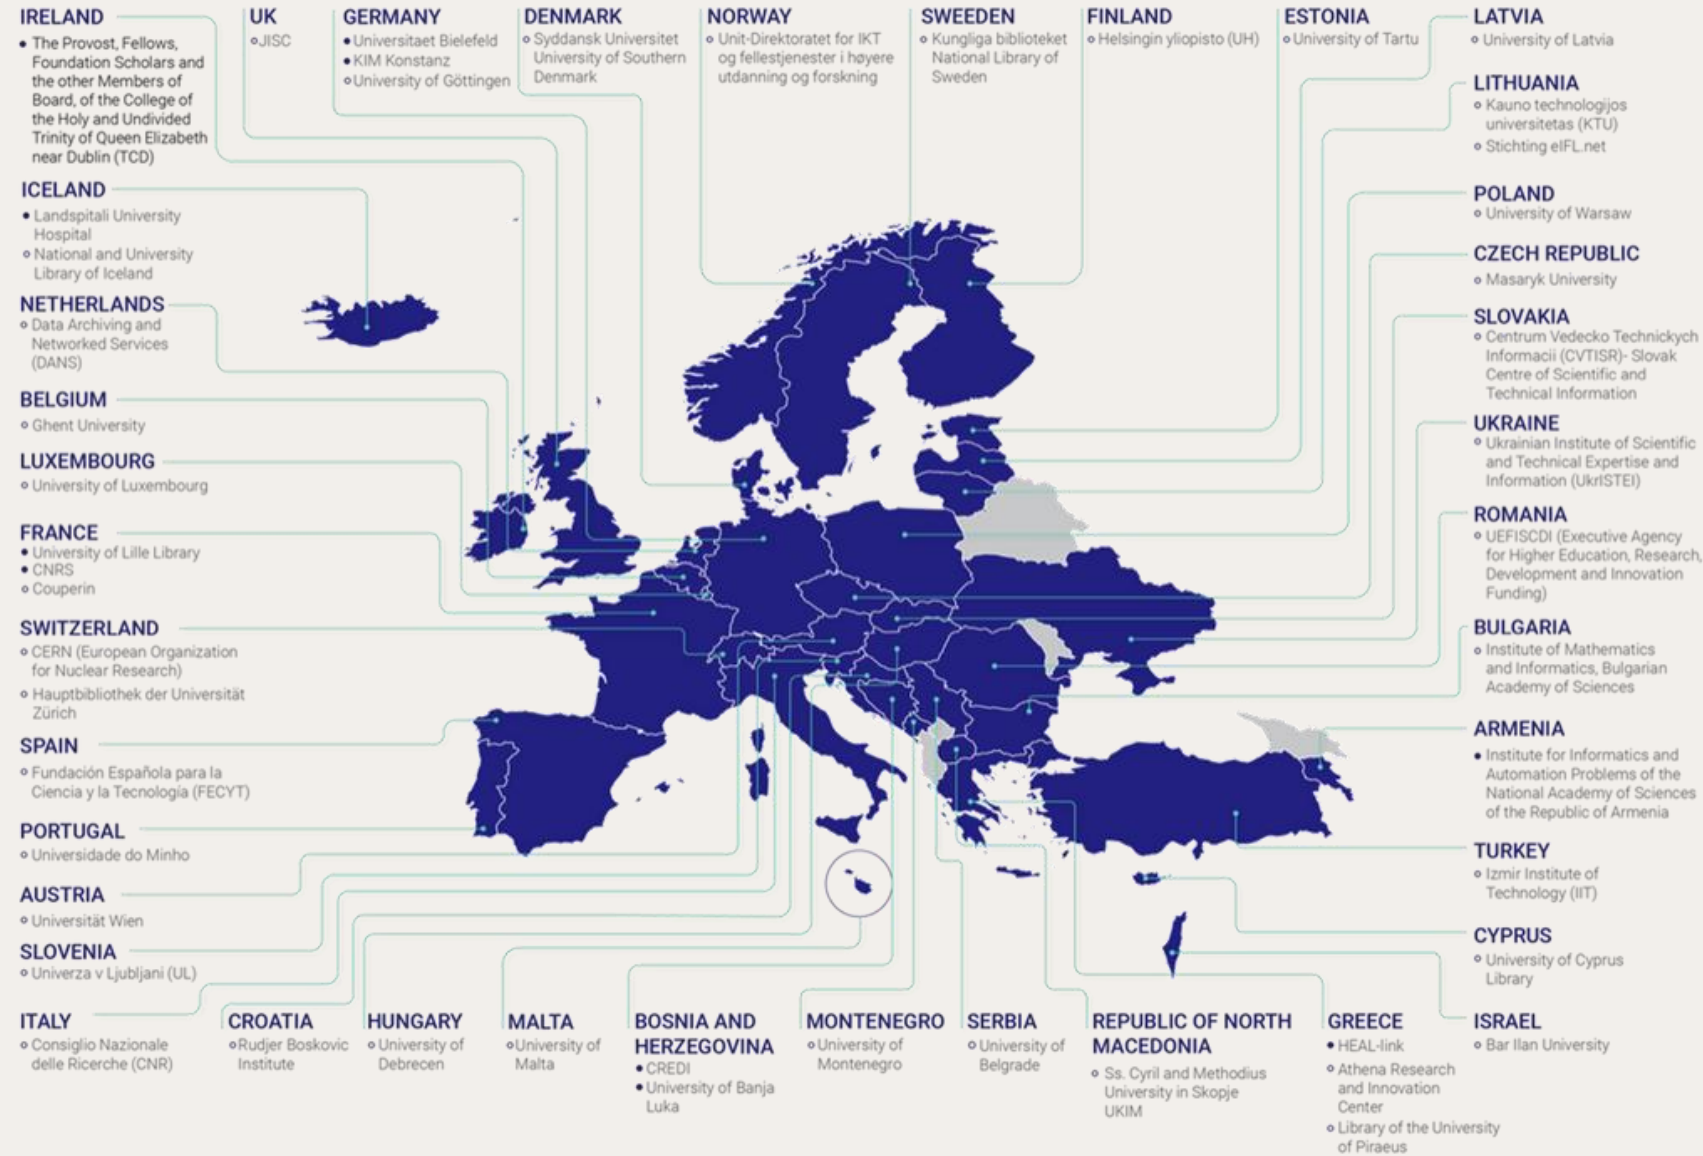 IRELAND
• The Provost, Fellows,
Foundation Scholars and
the other Members of
Board, of the College of
the Holy and Undivided
Trinity of Queen Elizabeth
near Dublin (TCD)
UK
○ JISC
GERMANY
• Universitaet Bielefeld
• KIM Konstanz
○ University of Göttingen
DENMARK
○ Syddansk Universitet
University of Southern
Denmark
NORWAY
○ Unit-Direktoratet for IKT
og fellestjenester i høyere
utdanning og forskning
SWEDEN
○ Kungliga biblioteket
National Library of
Sweden
FINLAND
○ Helsingin yliopisto (UH)
ESTONIA
○ University of Tartu
LATVIA
○ University of Latvia
LITHUANIA
○ Kauno technologijos
universitetas (KTU)
○ Stichting eIFL.net
POLAND
○ University of Warsaw
CZECH REPUBLIC
○ Masaryk University
SLOVAKIA
○ Centrum Vedecko Technickych
Informacii (CVTISR)- Slovak
Centre of Scientific and
Technical Information
UKRAINE
○ Ukrainian Institute of Scientific
and Technical Expertise and
Information (UkrISTEI)
ROMANIA
○ UEFISCDI (Executive Agency
for Higher Education, Research,
Development and Innovation
Funding)
BULGARIA
○ Institute of Mathematics
and Informatics, Bulgarian
Academy of Sciences
ARMENIA
• Institute for Informatics and
Automation Problems of the
National Academy of Sciences
of the Republic of Armenia
TURKEY
○ Izmir Institute of
Technology (IIT)
CYPRUS
○ University of Cyprus
Library
ISRAEL
○ Bar Ilan University
ICELAND
• Landspitali University
Hospital
○ National and University
Library of Iceland
NETHERLANDS
○ Data Archiving and
Networked Services
(DANS)
BELGIUM
○ Ghent University
LUXEMBOURG
○ University of Luxembourg
FRANCE
• University of Lille Library
• CNRS
○ Couperin
SWITZERLAND
○ CERN (European Organization
for Nuclear Research)
○ Hauptbibliothek der Universität
Zürich
SPAIN
○ Fundación Española para la
Ciencia y la Tecnología (FECYT)
PORTUGAL
○ Universidade do Minho
AUSTRIA
○ Universität Wien
SLOVENIA
○ Univerza v Ljubljani (UL)
ITALY
○ Consiglio Nazionale
delle Ricerche (CNR)
CROATIA
○ Rudjer Boskovic
Institute
HUNGARY
○ University of
Debrecen
MALTA
○ University of
Malta
BOSNIA AND
HERZEGOVINA
• CREDI
• University of Banja
Luka
MONTENEGRO
○ University of
Montenegro
SERBIA
○ University of
Belgrade
REPUBLIC OF NORTH
MACEDONIA
○ Ss. Cyril and Methodius
University in Skopje
UKIM
GREECE
• HEAL-link
○ Athena Research
and Innovation
Center
○ Library of the University
of Piraeus